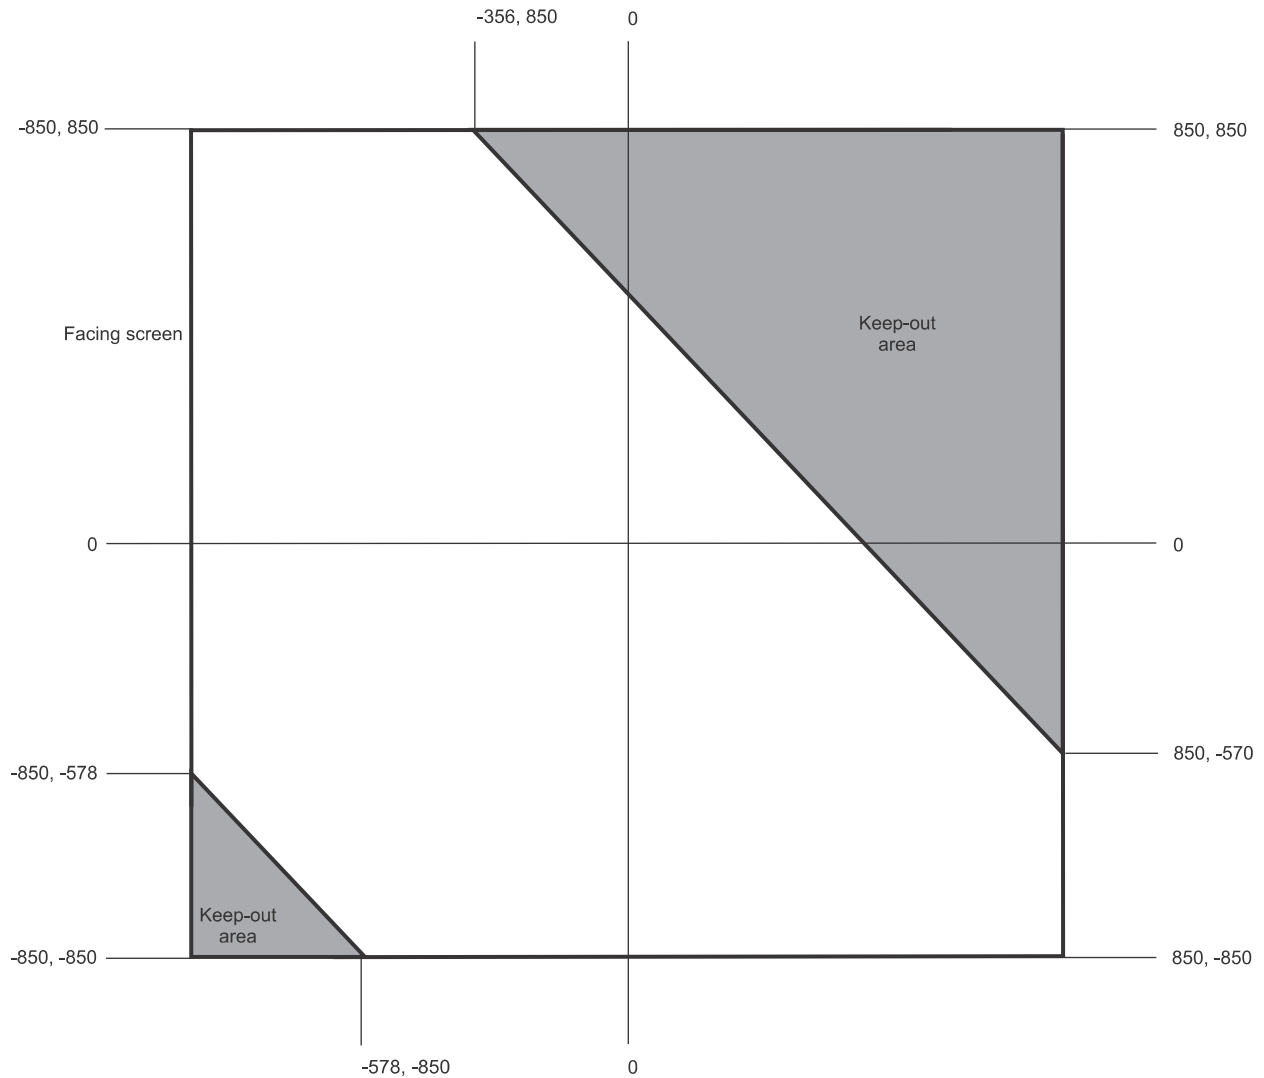 -356, 850
0
-850, 850
850, 850
Keep-out
area
Facing screen
0
0
850, -570
-850, -578
Keep-out
area
-850, -850
850, -850
-578, -850
0